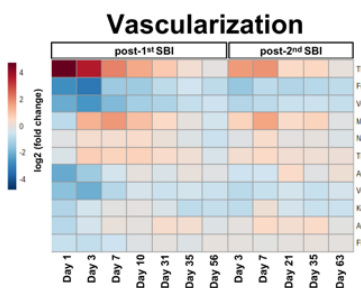 Vascularization
post-1st SBI post-2nd SBI
log2 (fold change)
4
2
0
-2
-4
Day 1 Day 3 Day 7 Day 10 Day 31 Day 35 Day 56 Day 3 Day 7 Day 21 Day 35 Day 63